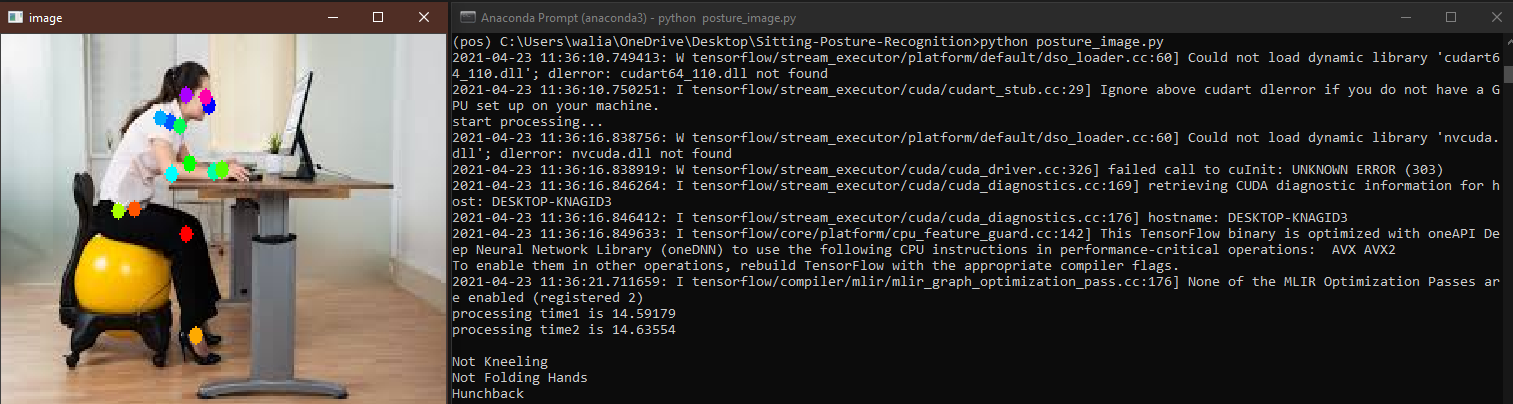 image
Anaconda Prompt (anaconda3) - python  posture_image.py
(pos) C:\Users\walia\OneDrive\Desktop\Sitting-Posture-Recognition>python posture_image.py
2021-04-23 11:36:10.749413: W tensorflow/stream_executor/platform/default/dso_loader.cc:60] Could not load dynamic library 'cudart6
4_110.dll'; dlerror: cudart64_110.dll not found
2021-04-23 11:36:10.750251: I tensorflow/stream_executor/cuda/cudart_stub.cc:29] Ignore above cudart dlerror if you do not have a G
PU set up on your machine.
start processing...
2021-04-23 11:36:16.838756: W tensorflow/stream_executor/platform/default/dso_loader.cc:60] Could not load dynamic library 'nvcuda.
dll'; dlerror: nvcuda.dll not found
2021-04-23 11:36:16.838919: W tensorflow/stream_executor/cuda/cuda_driver.cc:326] failed call to cuInit: UNKNOWN ERROR (303)
2021-04-23 11:36:16.846264: I tensorflow/stream_executor/cuda/cuda_diagnostics.cc:169] retrieving CUDA diagnostic information for h
ost: DESKTOP-KNAGID3
2021-04-23 11:36:16.846412: I tensorflow/stream_executor/cuda/cuda_diagnostics.cc:176] hostname: DESKTOP-KNAGID3
2021-04-23 11:36:16.849633: I tensorflow/core/platform/cpu_feature_guard.cc:142] This TensorFlow binary is optimized with oneAPI De
ep Neural Network Library (oneDNN) to use the following CPU instructions in performance-critical operations:  AVX AVX2
To enable them in other operations, rebuild TensorFlow with the appropriate compiler flags.
2021-04-23 11:36:21.711659: I tensorflow/compiler/mlir/mlir_graph_optimization_pass.cc:176] None of the MLIR Optimization Passes ar
e enabled (registered 2)
processing time1 is 14.59179
processing time2 is 14.63554
Not Kneeling
Not Folding Hands
Hunchback